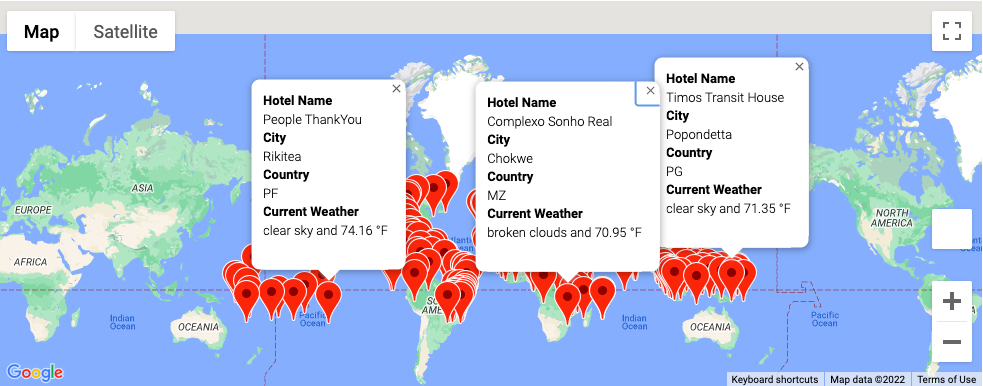 Map
Satellite
Hotel Name
People ThankYou
City
Rikitea
Country
PF
Current Weather
clear sky and 74.16 °F
Hotel Name
Complexo Sonho Real
City
Chokwe
Country
MZ
Current Weather
broken clouds and 70.95 °F
Hotel Name
Timos Transit House
City
Popondetta
Country
PG
Current Weather
clear sky and 71.35 °F
EUROPE
ASIA
AFRICA
NORTH
AMERICA
Indian
Ocean
OCEANIA
Pacific
Ocean
Indian
Ocean
OCEANIA
Pacific
Ocean
Google
Keyboard shortcuts
Map data ©2022
Terms of Use